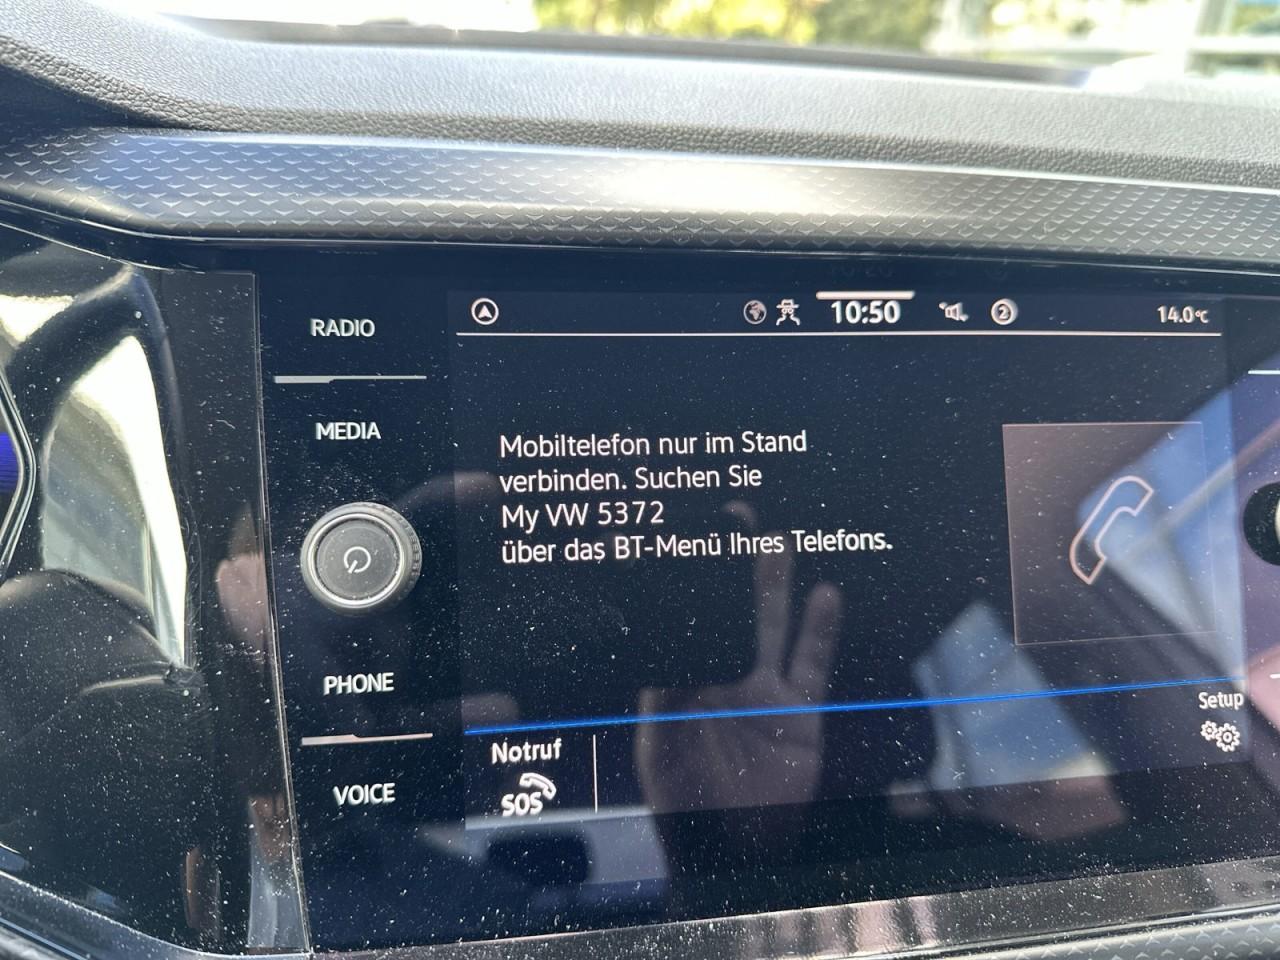 RADIO
MEDIA
PHONE
VOICE
10:50
2
14.0°C
Mobiltelefon nur im Stand
verbinden. Suchen Sie
My VW 5372
über das BT-Menü Ihres Telefons.
Notruf
SOS
Setup